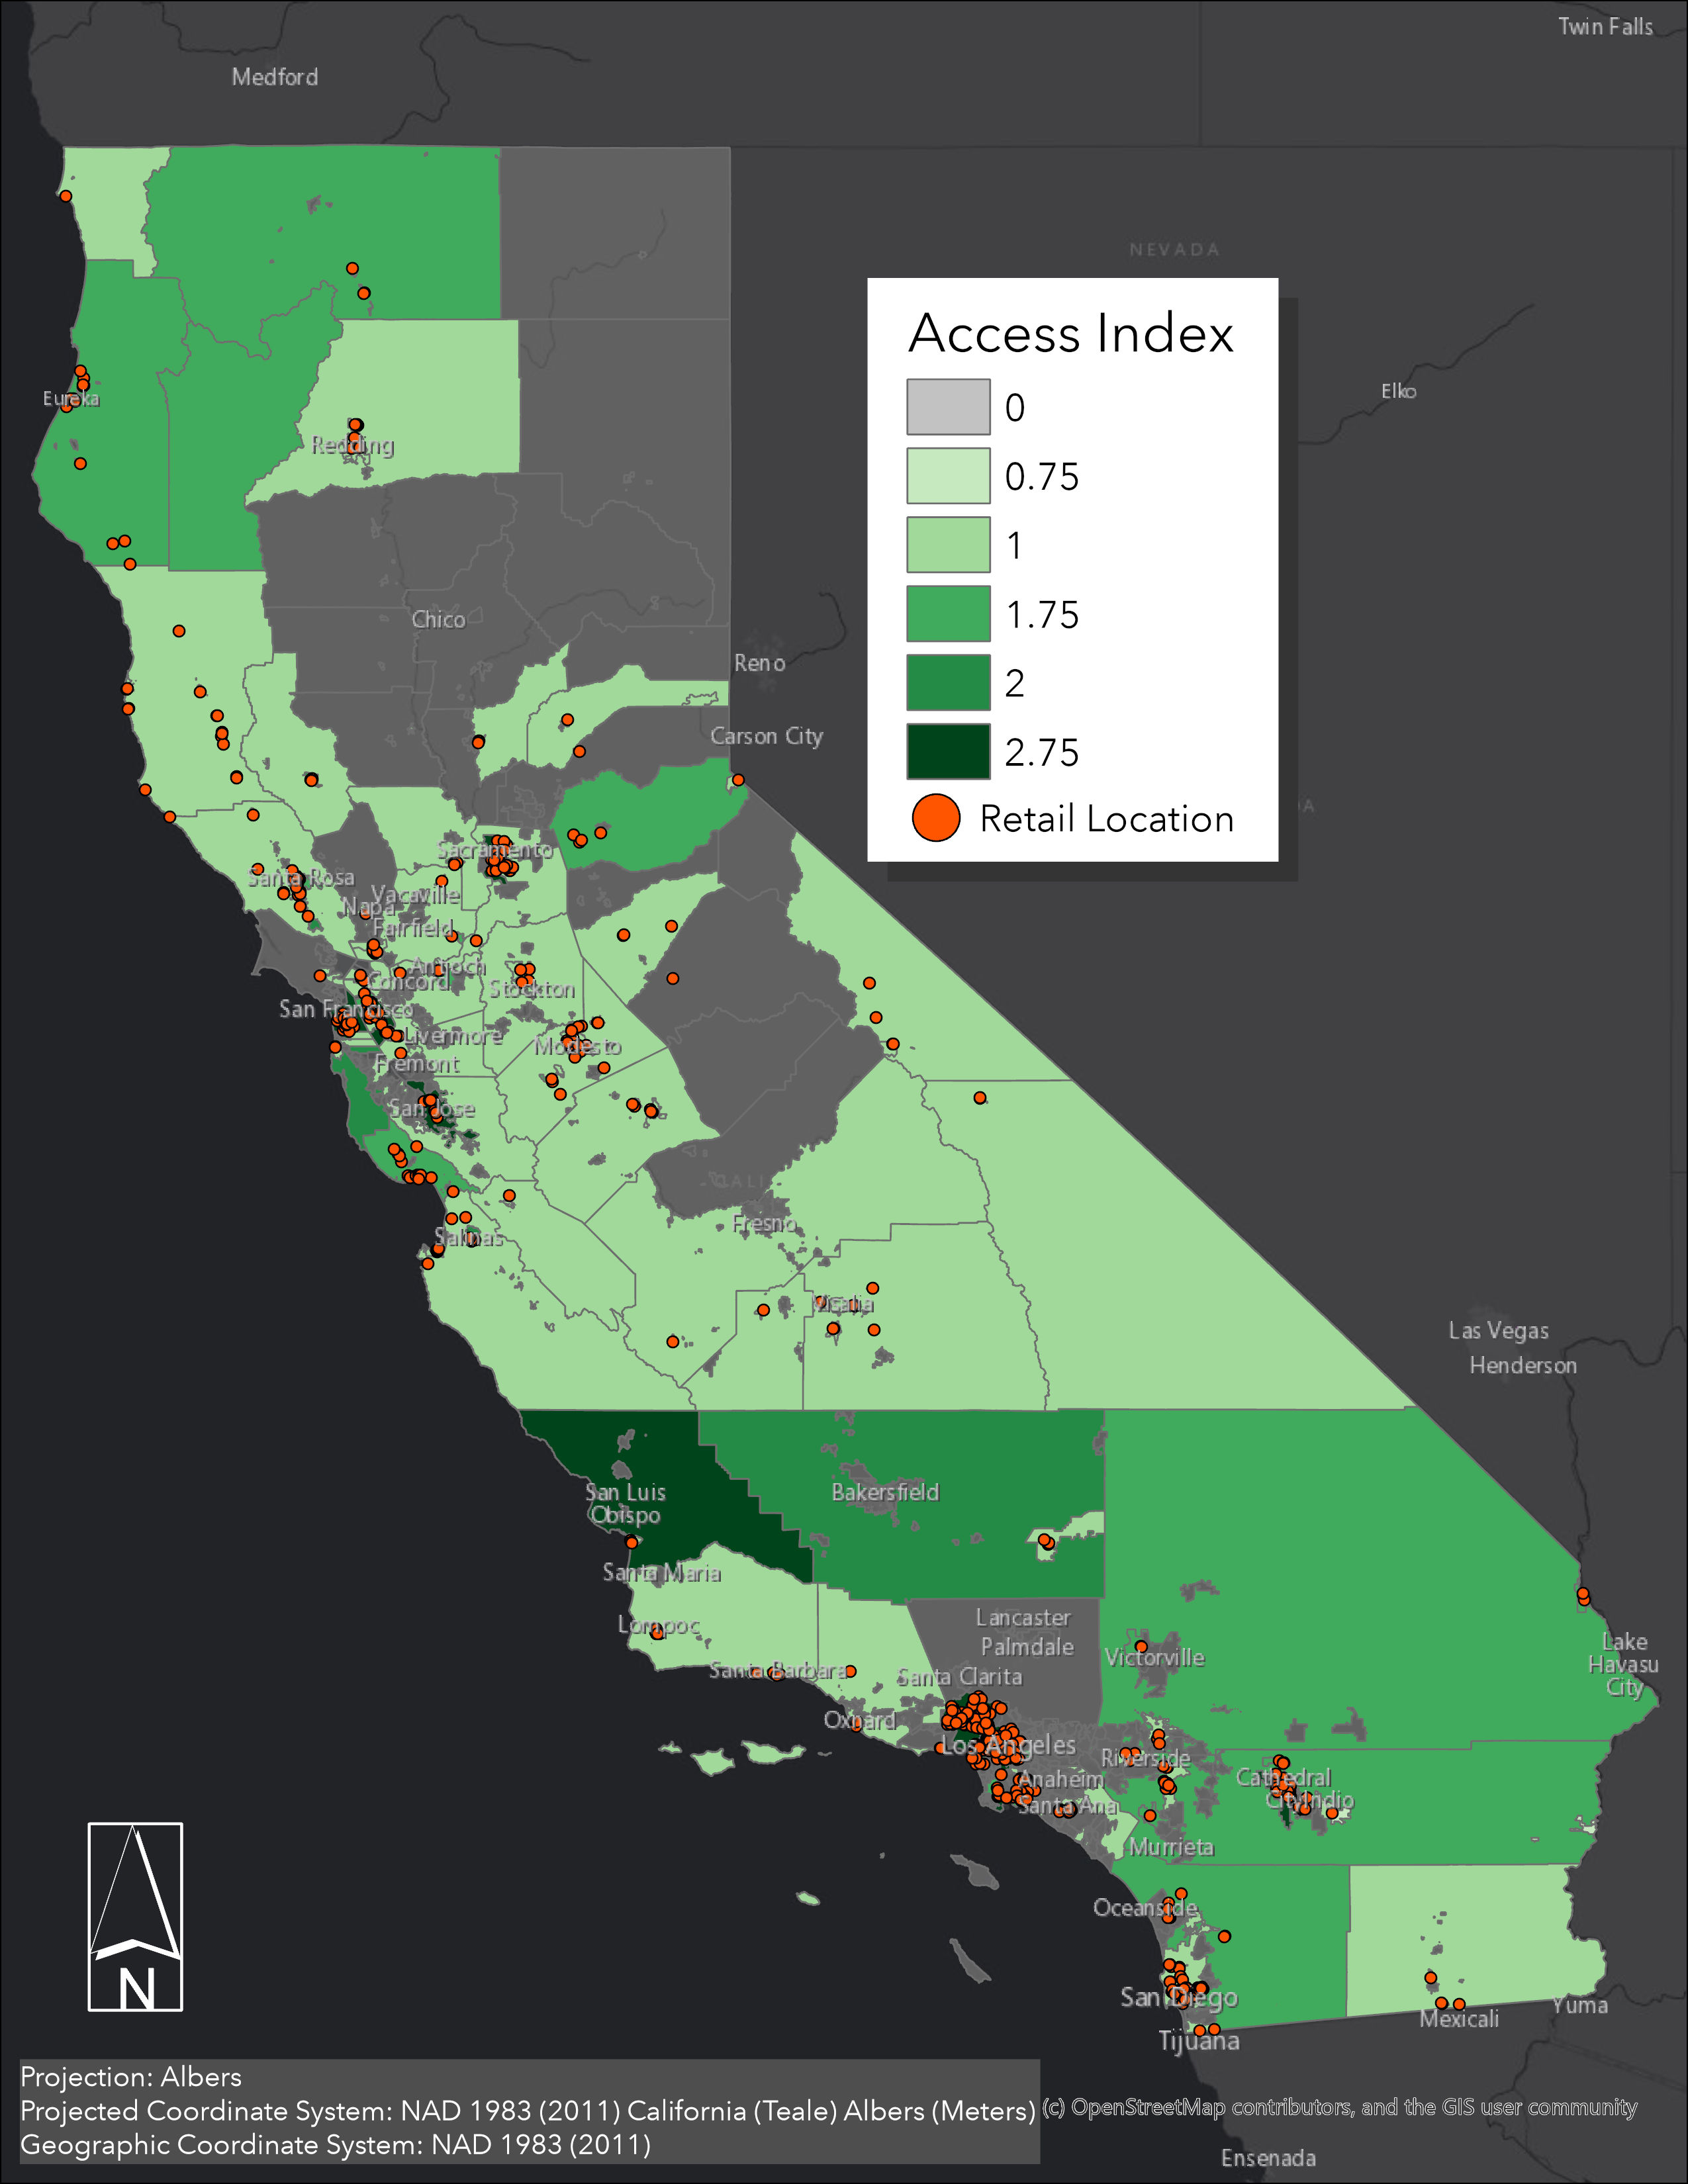 Twin Falls
Medford
NEVADA
Access Index
0
0.75
1
1.75
2
2.75
Retail Location
Elko
Eureka
Redding
Chico
Reno
Carson City
Sacramento
Santa Rosa
Vacaville
Napa
Fairfield
Antioch
Concord
Stockton
San Francisco
Livermore
Modesto
Fremont
San Jose
CALI
Fresno
Salinas
Visalia
Las Vegas
Henderson
Bakersfield
San Luis
Obispo
Santa Maria
Lompoc
Lancaster
Palmdale
Victorville
Lake
Havasu
City
Santa Barbara
Santa Clarita
Oxnard
Los Angeles
Riverside
Anaheim
Cathedral
City
Indio
Santa Ana
Murrieta
Oceanside
San Diego
Yuma
Mexicali
Tijuana
N
Projection: Albers
Projected Coordinate System: NAD 1983 (2011) California (Teale) Albers (Meters)
(c) OpenStreetMap contributors, and the GIS user community
Geographic Coordinate System: NAD 1983 (2011)
Ensenada